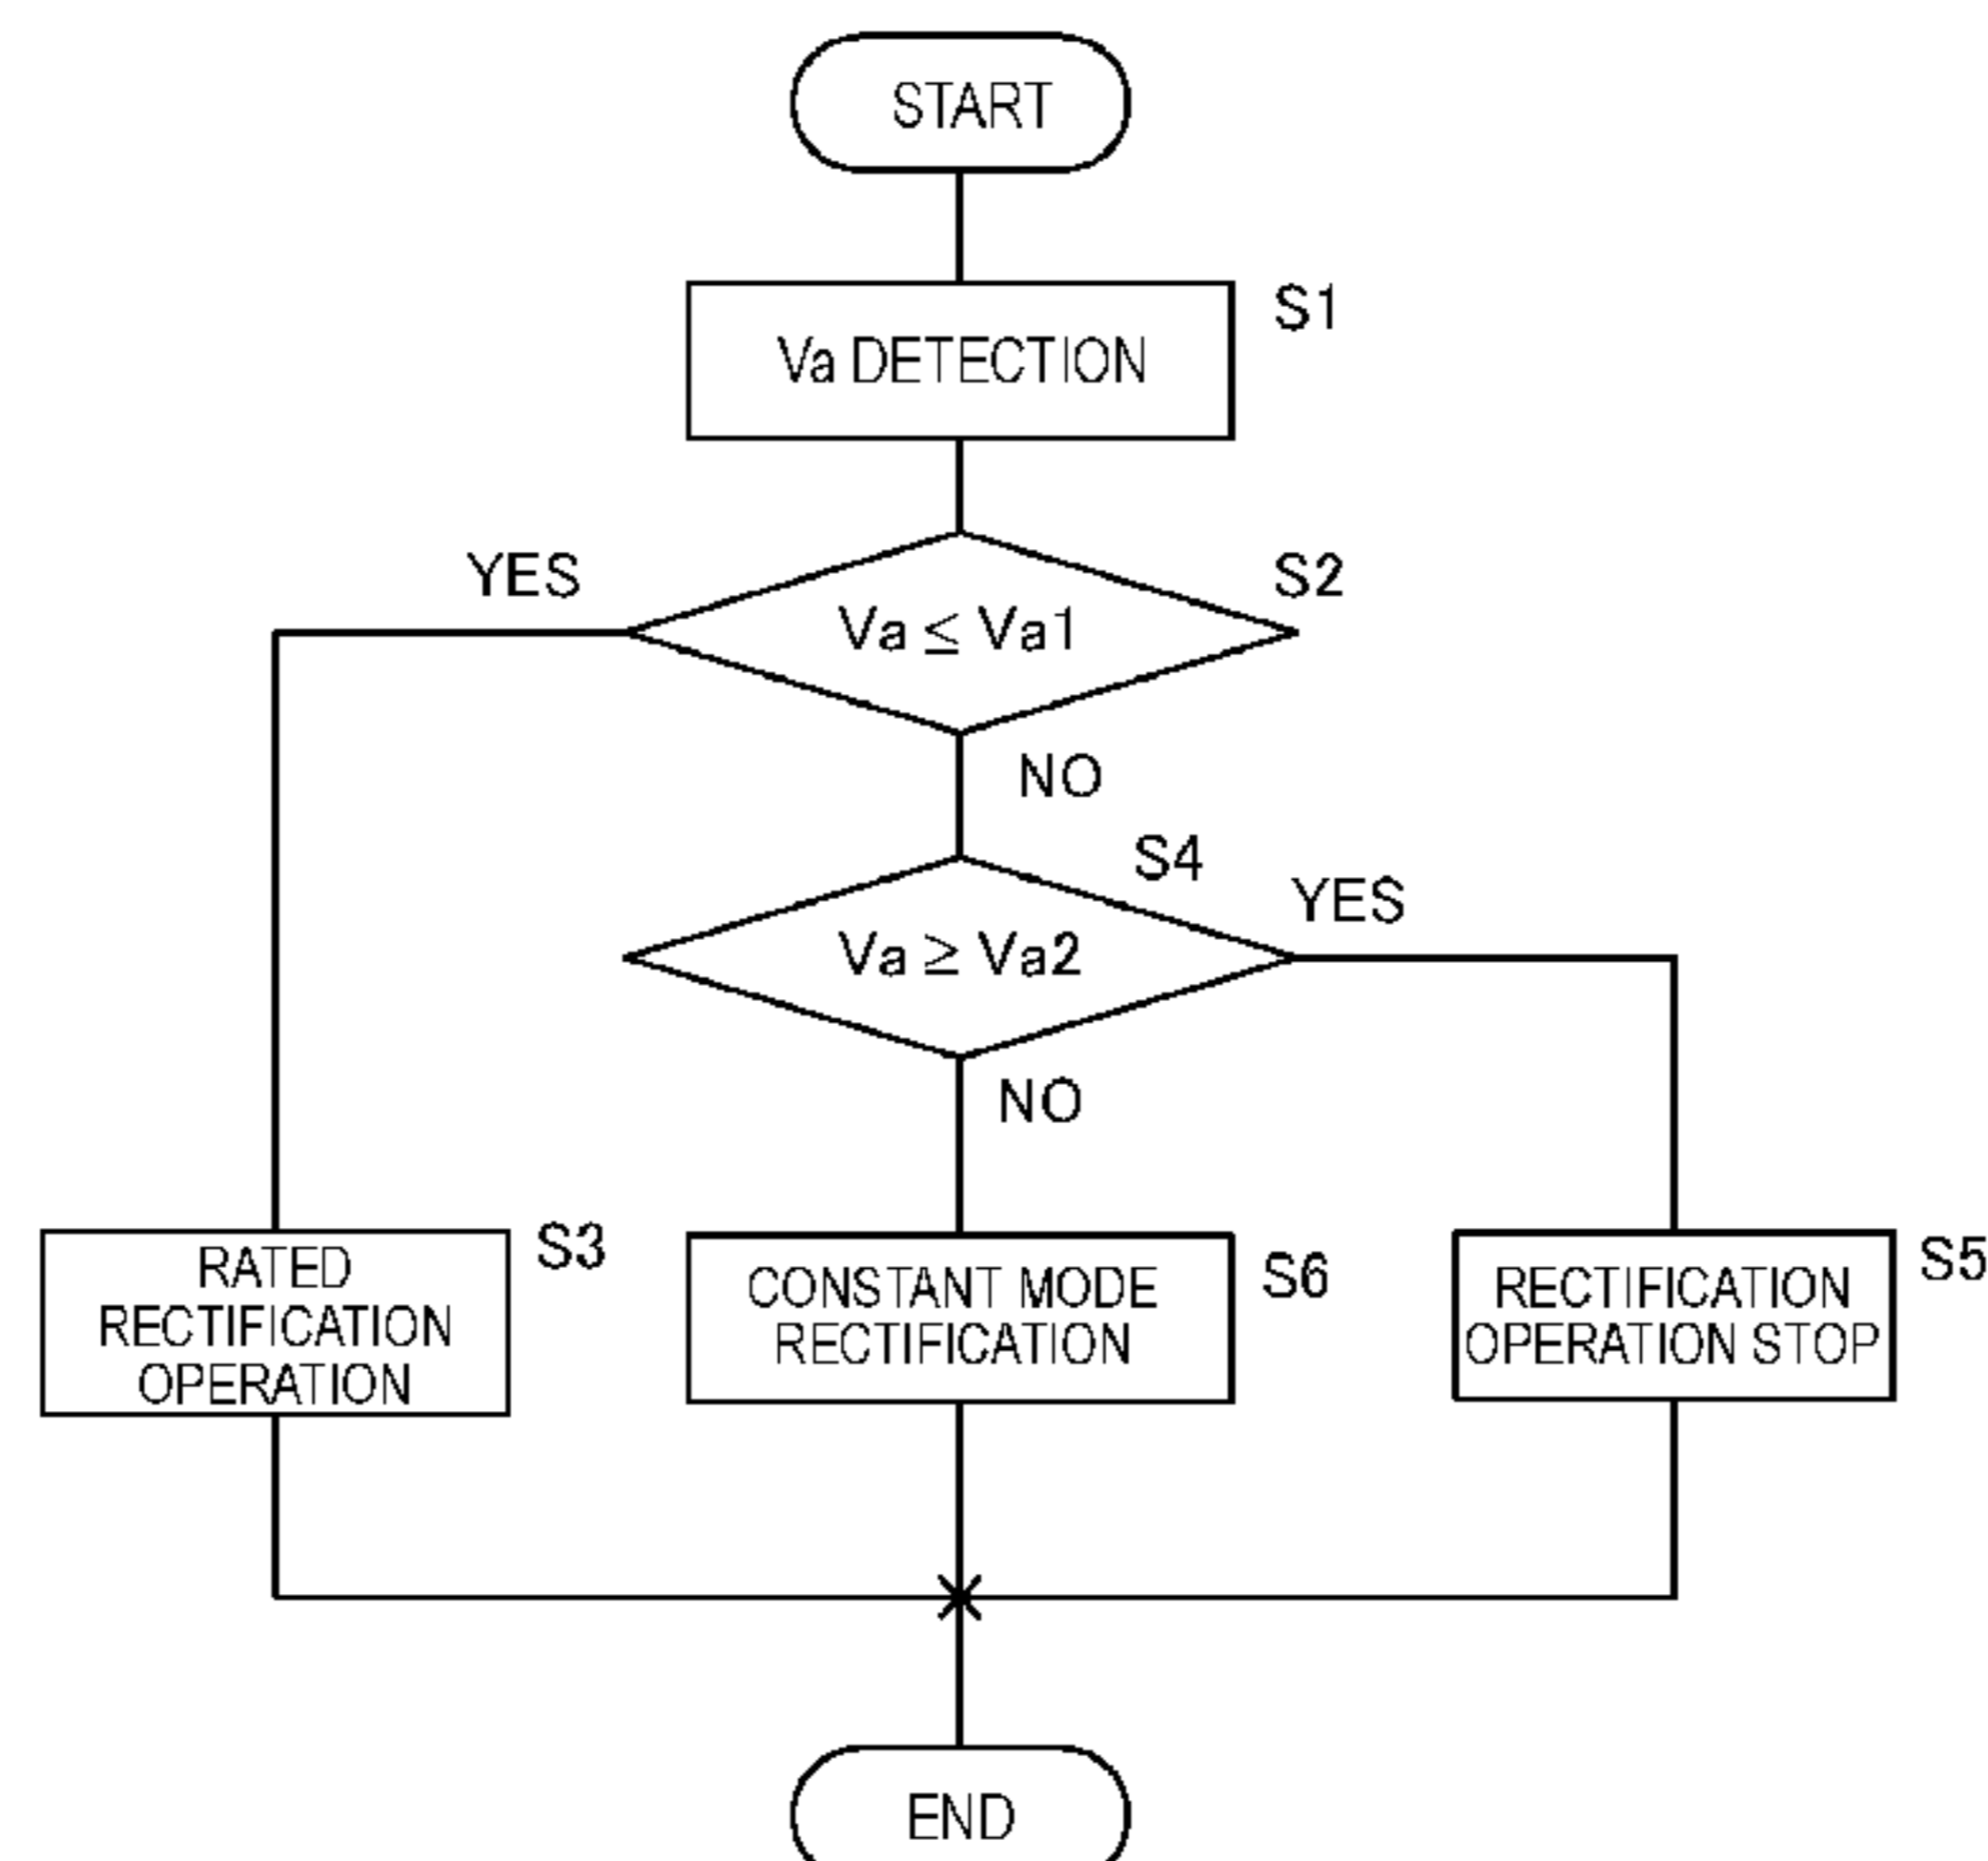 START
S1
Va DETECTION
YES
S2
Va ≤ Va1
NO
S4
YES
Va ≥ Va2
NO
S3
RATED
RECTIFICATION
OPERATION
S6
CONSTANT MODE
RECTIFICATION
S5
RECTIFICATION
OPERATION STOP
END